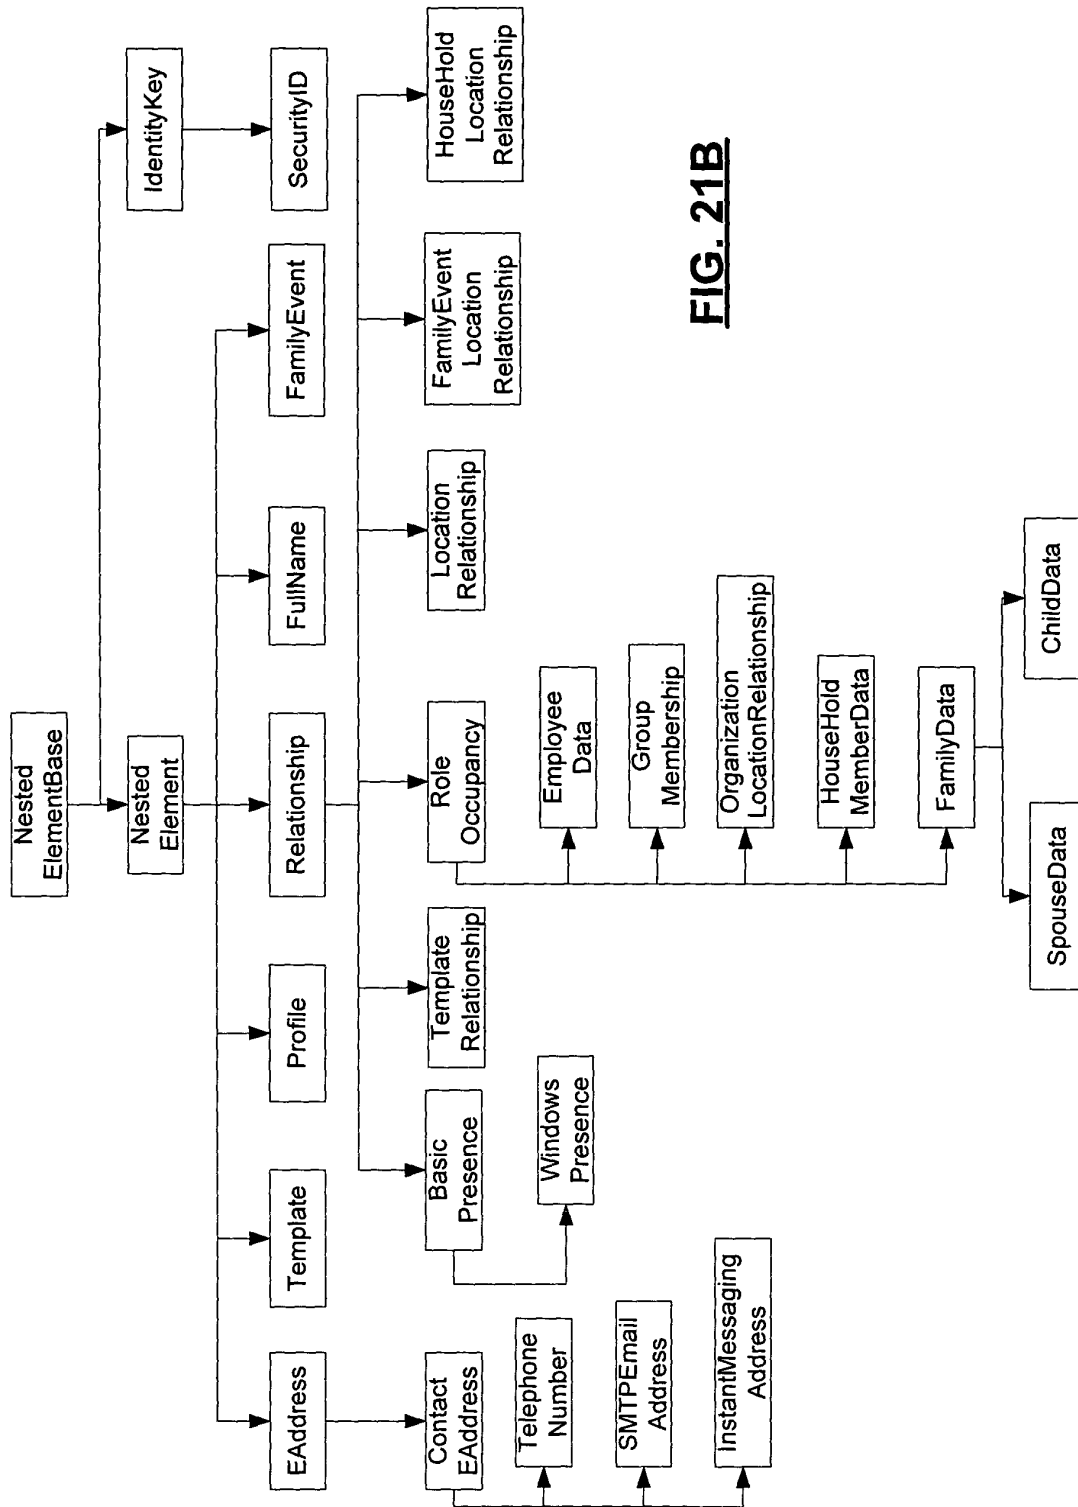 Nested
ElementBase
Nested
Element
IdentityKey
EAddress
Template
Profile
Relationship
FullName
FamilyEvent
SecurityID
Contact
EAddress
Basic
Presence
Template
Relationship
Role
Occupancy
Location
Relationship
FamilyEvent
Location
Relationship
HouseHold
Location
Relationship
Telephone
Number
SMTPEmail
Address
InstantMessaging
Address
Windows
Presence
Employee
Data
Group
Membership
Organization
LocationRelationship
HouseHold
MemberData
FamilyData
SpouseData
ChildData
FIG. 21B